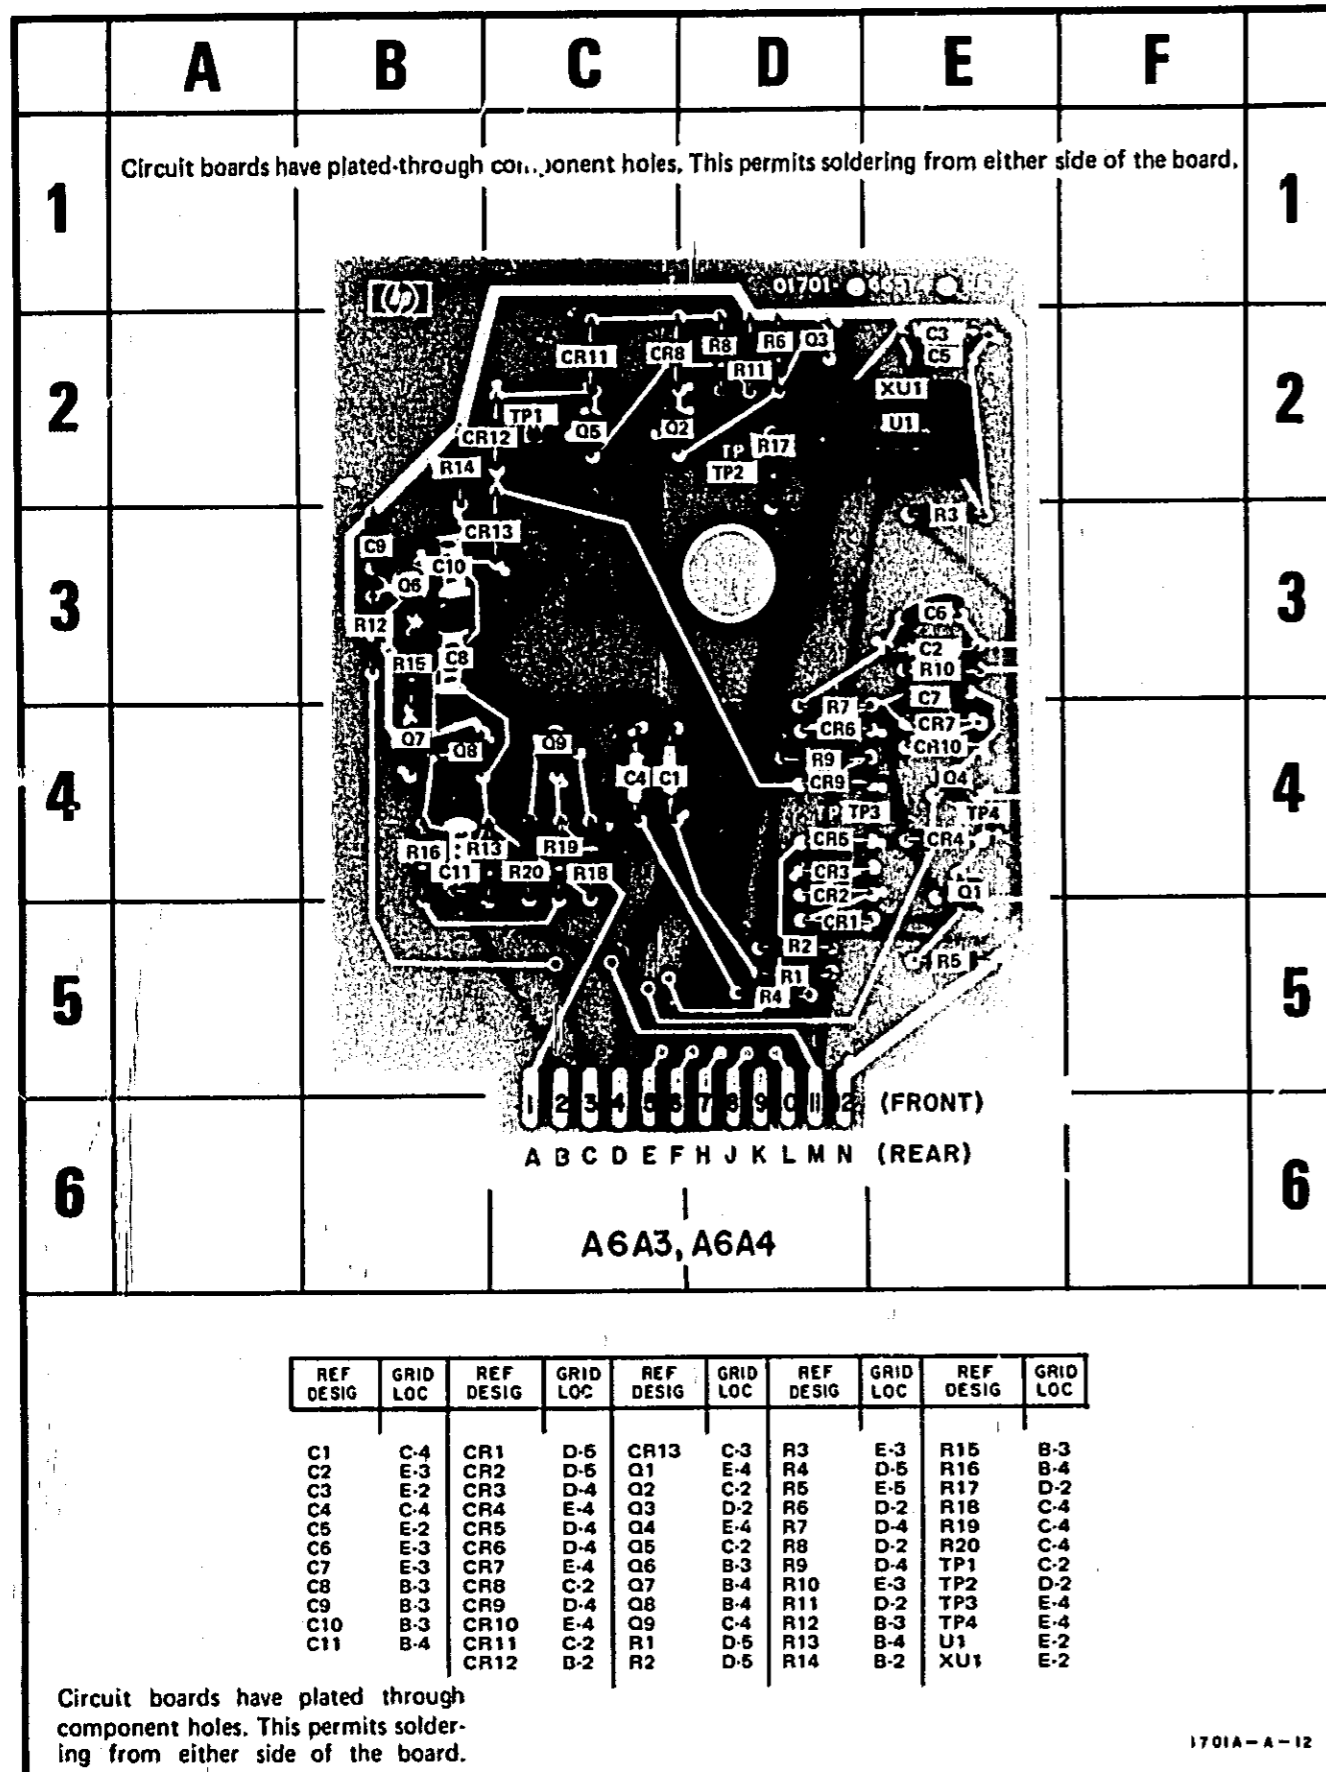 A B C D E F
1 1
Circuit boards have plated-through component holes. This permits soldering from either side of the board.
hp
01701-
2 2
C3
R8 R6 Q3
C5
CR11 CR8
R11
XU1
TP1
U1
CR12 Q5 Q2
R17
TP
R14 TP2
3 3
R3
CR13
C9
C10
Q6
C6
R12
C2
R15 C8 R10
C7
R7
CR7
CR6
4 4
Q7 Q9
CR10
Q8
R9
C4 C1 CR9 Q4
TP TP3 TP4
CR5 CR4
R16 R13 R19
CR3
C11 R20 R18
CR2 Q1
CR1
5 5
R2
R5
R1
R4
1 2 3 4 5 6 7 8 9 10 11 12 (FRONT)
A B C D E F H J K L M N (REAR)
6 6
A6A3, A6A4
REF DESIG GRID LOC REF DESIG GRID LOC REF DESIG GRID LOC REF DESIG GRID LOC REF DESIG GRID LOC
C1 C-4 CR1 D-5 CR13 C-3 R3 E-3 R15 B-3
C2 E-3 CR2 D-5 Q1 E-4 R4 D-5 R16 B-4
C3 E-2 CR3 D-4 Q2 C-2 R5 E-5 R17 D-2
C4 C-4 CR4 E-4 Q3 D-2 R6 D-2 R18 C-4
C5 E-2 CR5 D-4 Q4 E-4 R7 D-4 R19 C-4
C6 E-3 CR6 D-4 Q5 C-2 R8 D-2 R20 C-4
C7 E-3 CR7 E-4 Q6 B-3 R9 D-4 TP1 C-2
C8 B-3 CR8 C-2 Q7 B-4 R10 E-3 TP2 D-2
C9 B-3 CR9 D-4 Q8 B-4 R11 D-2 TP3 E-4
C10 B-3 CR10 E-4 Q9 C-4 R12 B-3 TP4 E-4
C11 B-4 CR11 C-2 R1 D-5 R13 B-4 U1 E-2
CR12 B-2 R2 D-5 R14 B-2 XU1 E-2
Circuit boards have plated through
component holes. This permits solder-
ing from either side of the board.
1701A-A-12